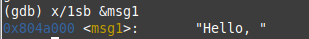 (gdb) x/1sb &msg1
0x804a000 <msg1>:        "Hello, "